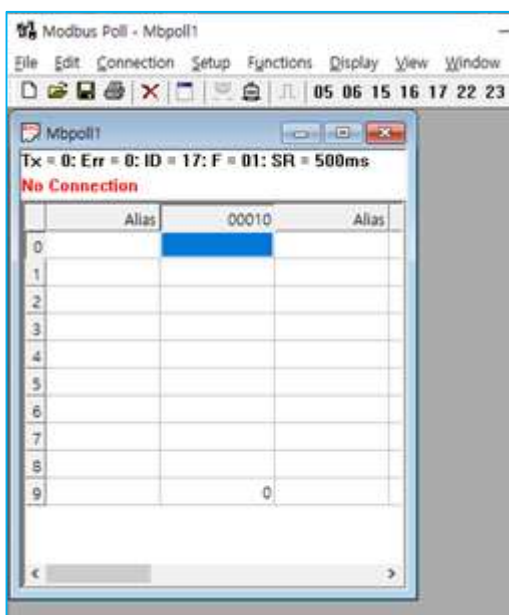 Modbus Poll - Mbpoll1
File Edit Connection Setup Functions Display View Window
05 06 15 16 17 22 23
Mbpoll1
Tx = 0: Err = 0: ID = 17: F = 01: SR = 500ms
No Connection
Alias 00010 Alias
0
1
2
3
4
5
6
7
8
9 0